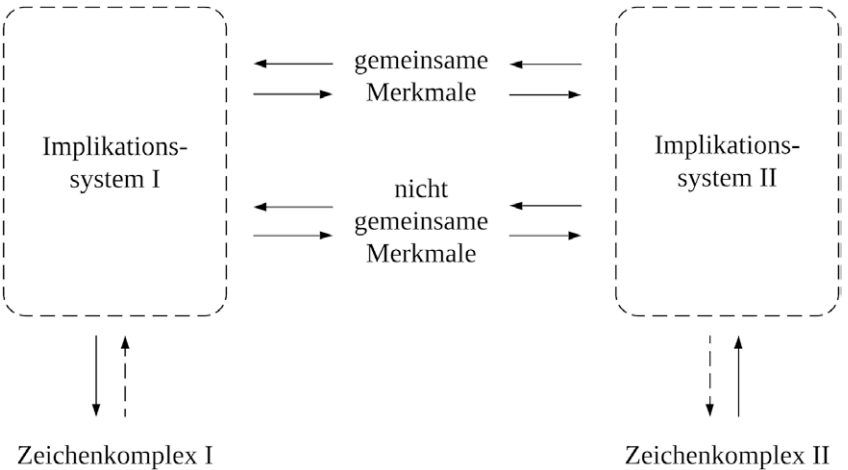 gemeinsame
Merkmale
Implikations-
system I
Implikations-
system II
nicht
gemeinsame
Merkmale
Zeichenkomplex I
Zeichenkomplex II